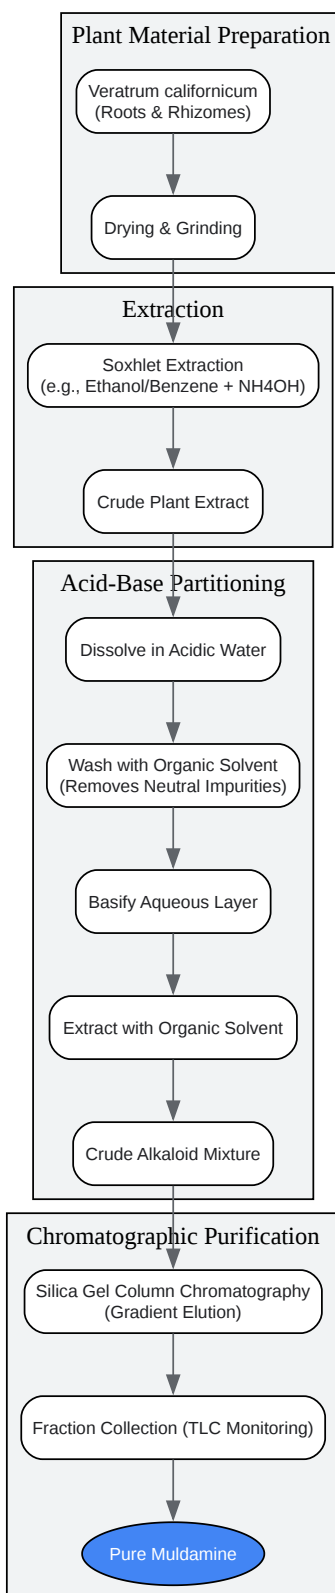 Plant Material Preparation
Veratrum californicum
(Roots & Rhizomes)
Drying & Grinding
Extraction
Soxhlet Extraction
(e.g., Ethanol/Benzene + NH4OH)
Crude Plant Extract
Acid-Base Partitioning
Dissolve in Acidic Water
Wash with Organic Solvent
(Removes Neutral Impurities)
Basify Aqueous Layer
Extract with Organic Solvent
Crude Alkaloid Mixture
Chromatographic Purification
Silica Gel Column Chromatography
(Gradient Elution)
Fraction Collection (TLC Monitoring)
Pure Muldamine